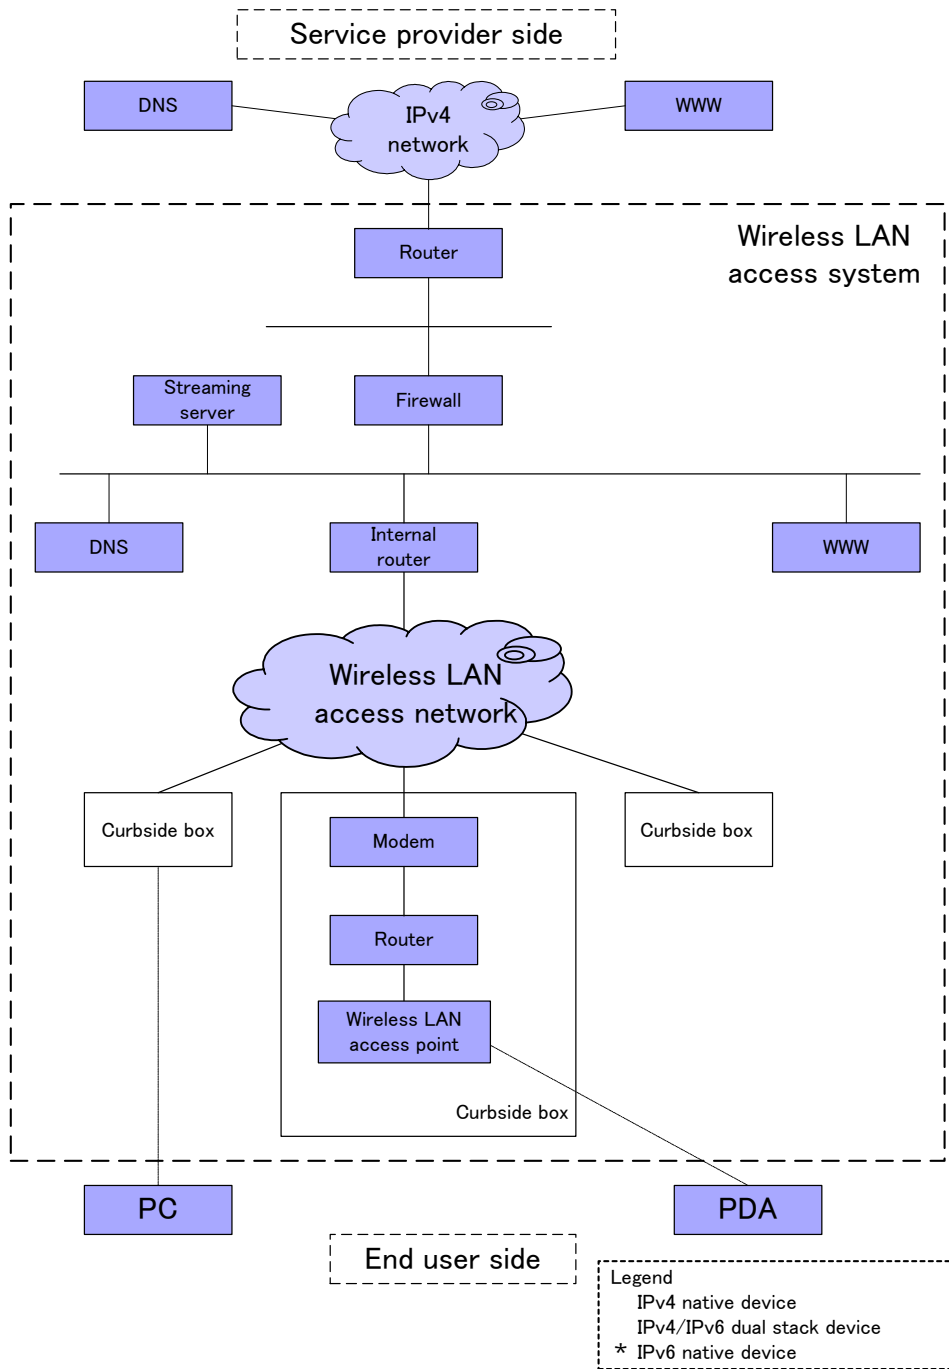 Service provider side
DNS
IPv4
network
WWW
Wireless LAN
access system
Router
Streaming
server
Firewall
DNS
Internal
router
WWW
Wireless LAN
access network
Curbside box
Modem
Curbside box
Router
Wireless LAN
access point
Curbside box
PC
PDA
End user side
Legend
IPv4 native device
IPv4/IPv6 dual stack device
* IPv6 native device